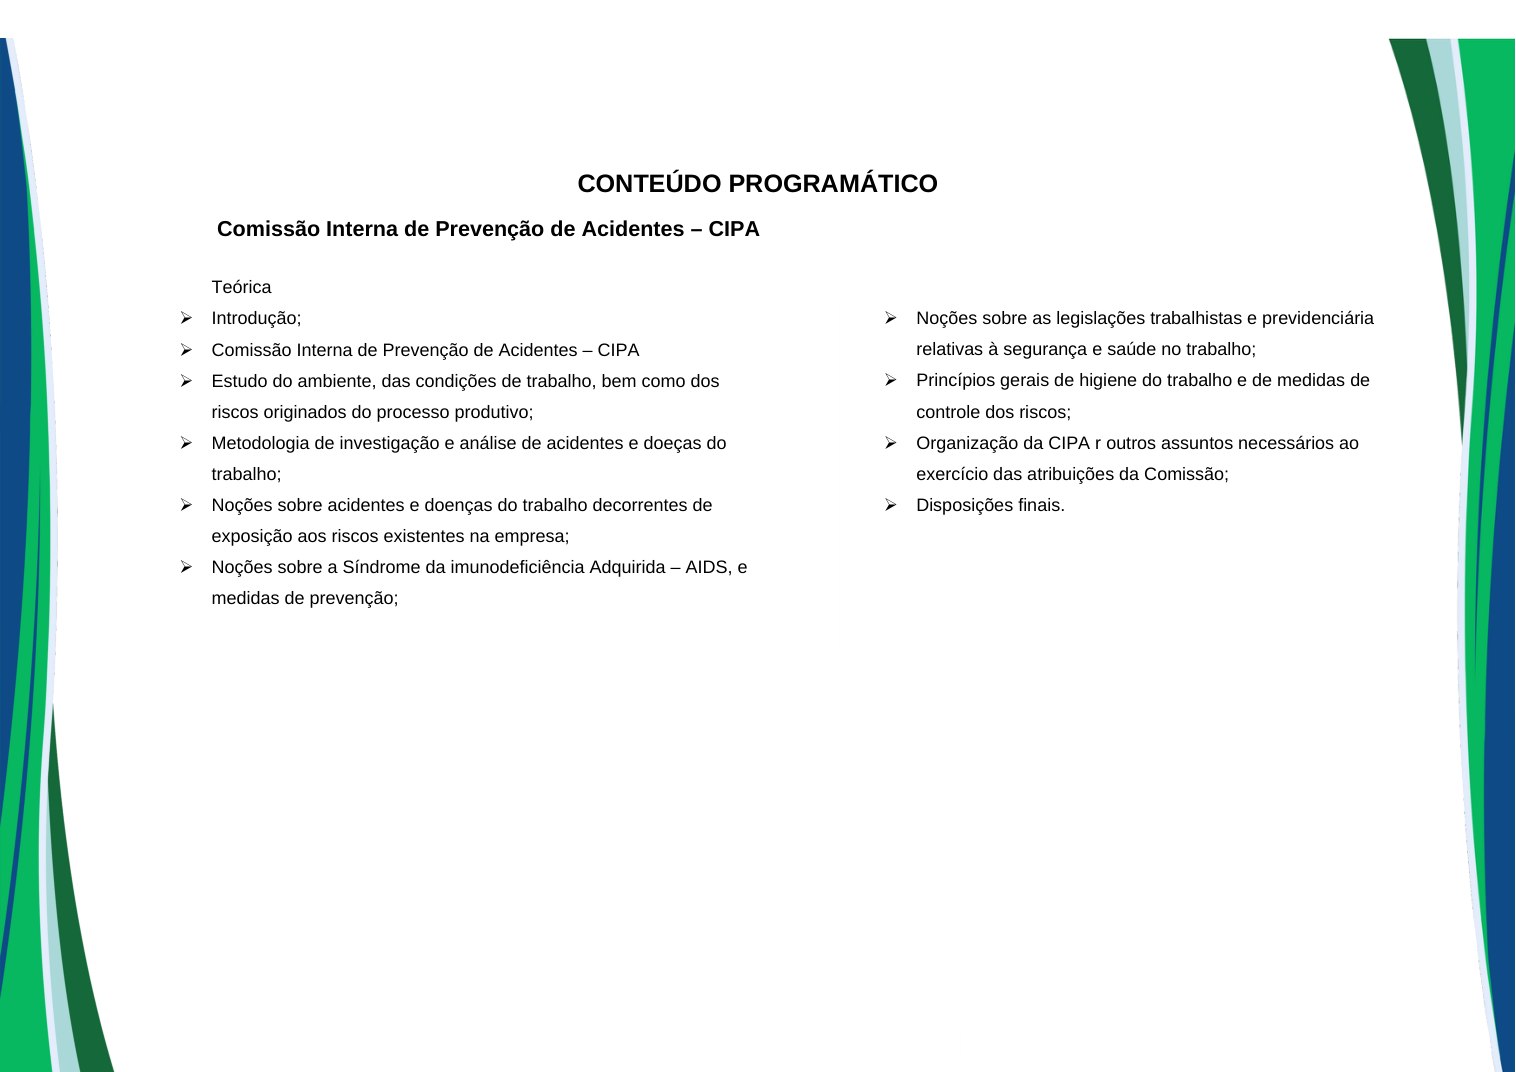 CONTEÚDO PROGRAMÁTICO
Comissão Interna de Prevenção de Acidentes – CIPA
Teórica
Introdução;
Comissão Interna de Prevenção de Acidentes – CIPA
Estudo do ambiente, das condições de trabalho, bem como dos
riscos originados do processo produtivo;
Metodologia de investigação e análise de acidentes e doeças do
trabalho;
Noções sobre acidentes e doenças do trabalho decorrentes de
exposição aos riscos existentes na empresa;
Noções sobre a Síndrome da imunodeficiência Adquirida – AIDS, e
medidas de prevenção;
Noções sobre as legislações trabalhistas e previdenciária
relativas à segurança e saúde no trabalho;
Princípios gerais de higiene do trabalho e de medidas de
controle dos riscos;
Organização da CIPA r outros assuntos necessários ao
exercício das atribuições da Comissão;
Disposições finais.